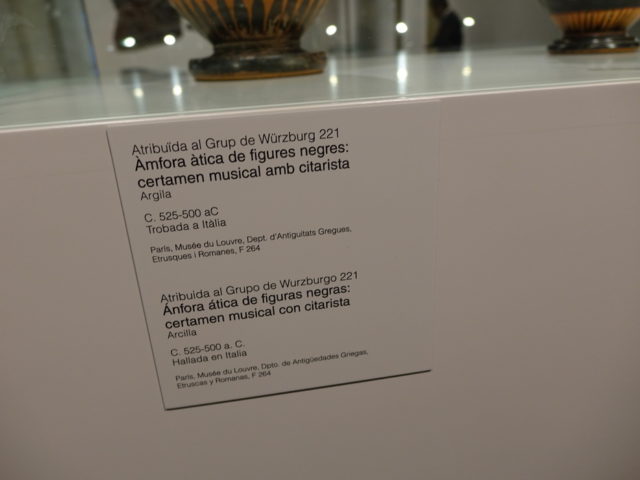 Atribuïda al Grup de Würzburg 221
Àmfora àtica de figures negres:
certamen musical amb citarista
Argila
C. 525-500 aC
Trobada a Itàlia
Paris, Musée du Louvre, Dept. d'Antiguitats Gregues,
Etrusques i Romanes, F 264
Atribuida al Grupo de Wurzburgo 221
Ánfora ática de figuras negras:
certamen musical con citarista
Arcilla
C. 525-500 a. C.
Hallada en Italia
Paris, Musée du Louvre, Dpto. de Antigüedades Griegas,
Etruscas y Romanas, F 264